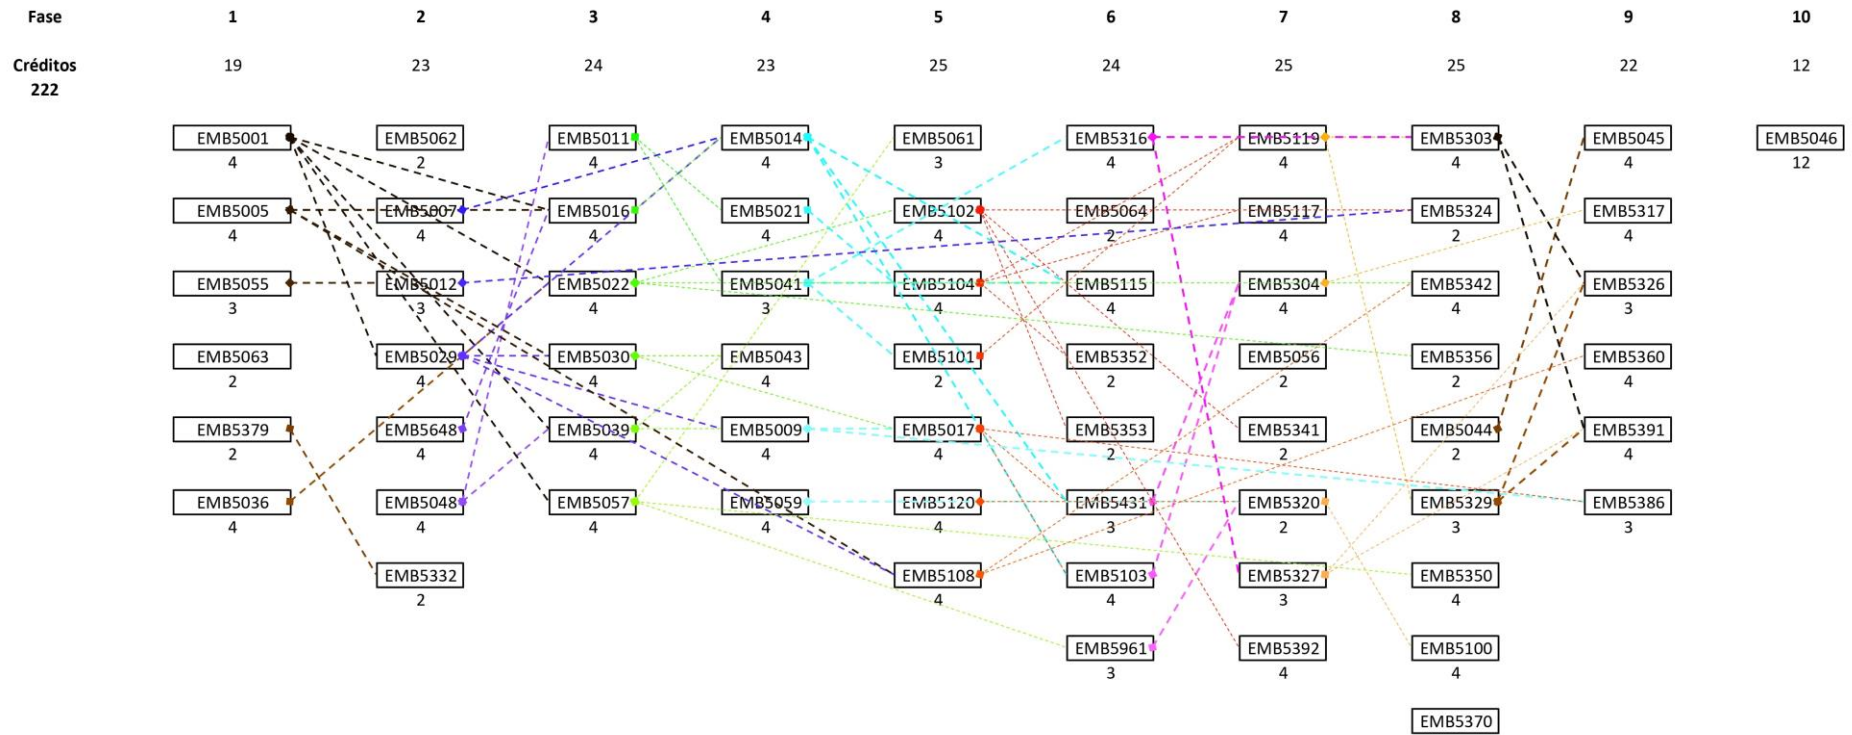 Fase 1 2 3 4 5 6 7 8 9 10
Créditos 19 23 24 23 25 24 25 25 22 12
222
EMB5001 EMB5062 EMB5011 EMB5014 EMB5061 EMB5316 EMB5119 EMB5303 EMB5045 EMB5046
4 2 4 4 3 4 4 4 4 12
EMB5005 EMB5007 EMB5016 EMB5021 EMB5102 EMB5064 EMB5117 EMB5324 EMB5317
4 4 4 4 4 2 4 2 4
EMB5055 EMB5012 EMB5022 EMB5041 EMB5104 EMB5115 EMB5304 EMB5342 EMB5326
3 3 4 3 4 4 4 4 3
EMB5063 EMB5029 EMB5030 EMB5043 EMB5101 EMB5352 EMB5056 EMB5356 EMB5360
2 4 4 4 2 2 2 2 4
EMB5379 EMB5648 EMB5039 EMB5009 EMB5017 EMB5353 EMB5341 EMB5044 EMB5391
2 4 4 4 4 2 2 2 4
EMB5036 EMB5048 EMB5057 EMB5059 EMB5120 EMB5431 EMB5320 EMB5329 EMB5386
4 4 4 4 4 3 2 3 3
EMB5332 EMB5108 EMB5103 EMB5327 EMB5350
2 4 4 3 4
EMB5961 EMB5392 EMB5100
3 4 4
EMB5370